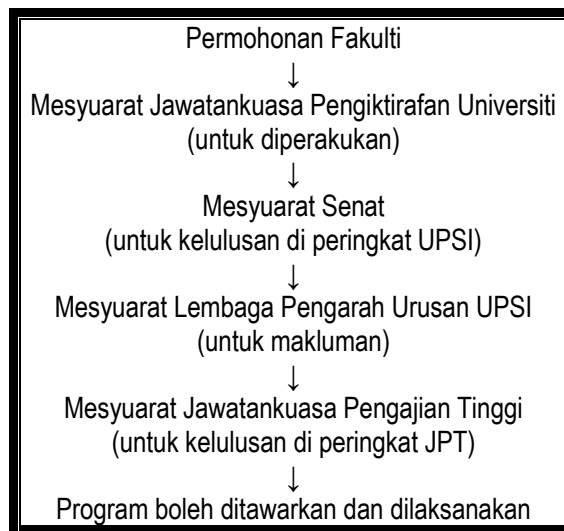 Permohonan Fakulti
↓
Mesyuarat Jawatankuasa Pengiktirafan Universiti
(untuk diperakukan)
↓
Mesyuarat Senat
(untuk kelulusan di peringkat UPSI)
↓
Mesyuarat Lembaga Pengarah Urusan UPSI
(untuk makluman)
↓
Mesyuarat Jawatankuasa Pengajian Tinggi
(untuk kelulusan di peringkat JPT)
↓
Program boleh ditawarkan dan dilaksanakan